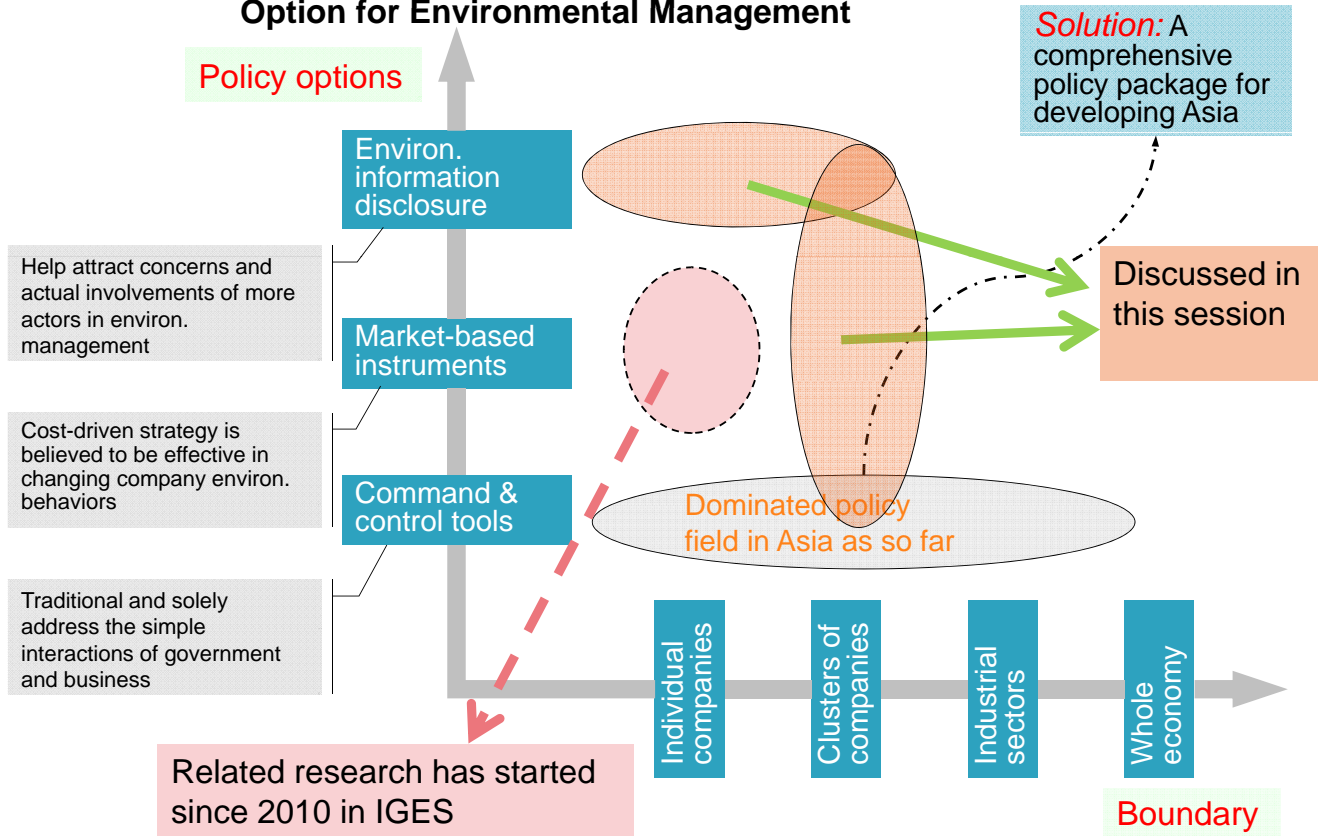 Option for Environmental Management
Policy options
Solution: A
comprehensive
policy package for
developing Asia
Environ.
information
disclosure
Help attract concerns and
actual involvements of more
actors in environ.
management
Market-based
instruments
Discussed in
this session
Cost-driven strategy is
believed to be effective in
changing company environ.
behaviors
Command &
control tools
Dominated policy
field in Asia as so far
Traditional and solely
address the simple
interactions of government
and business
Individual
companies
Clusters of
companies
Industrial
sectors
Whole
economy
Related research has started
since 2010 in IGES
Boundary